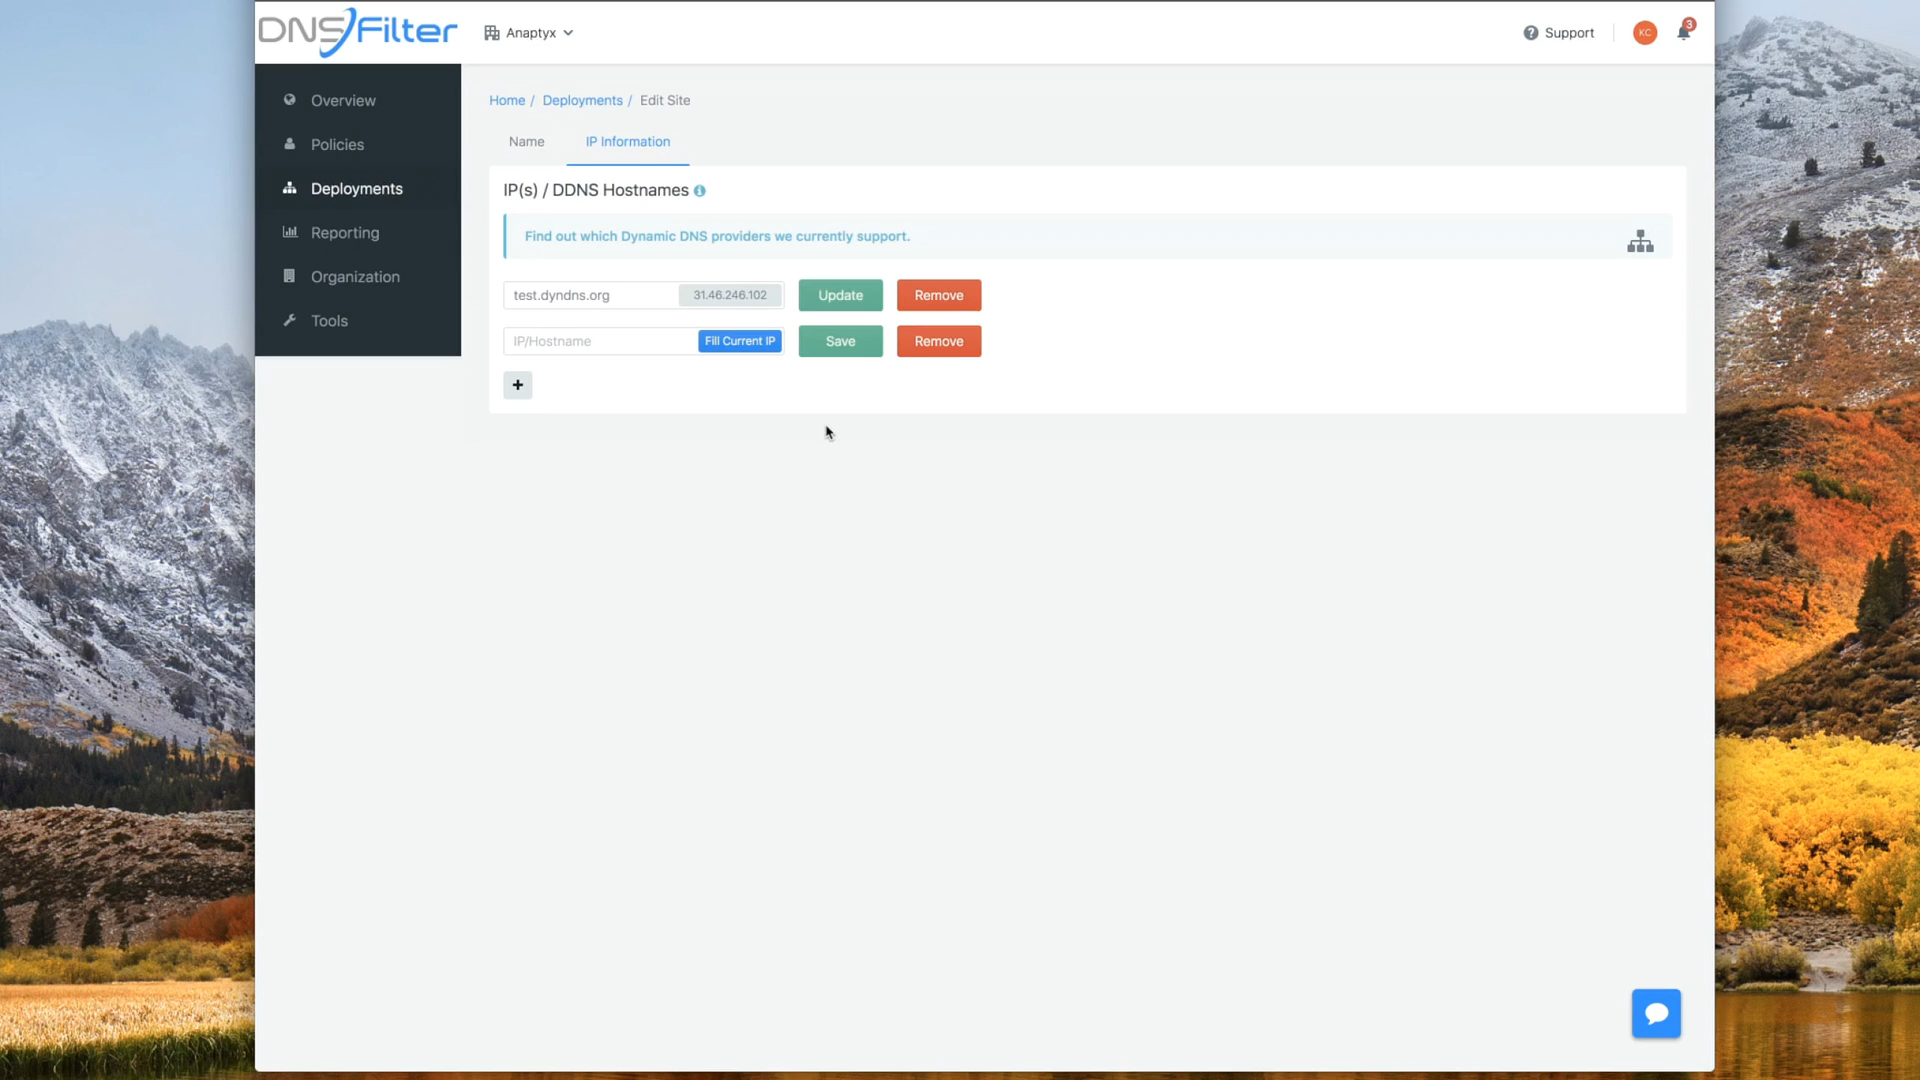 DNSFilter
Anaptyx
Support
KC
3
Overview
Policies
Deployments
Reporting
Organization
Tools
Home / Deployments / Edit Site
Name
IP Information
IP(s) / DDNS Hostnames
Find out which Dynamic DNS providers we currently support.
test.dyndns.org 31.46.246.102 Update Remove
IP/Hostname Fill Current IP Save Remove
+